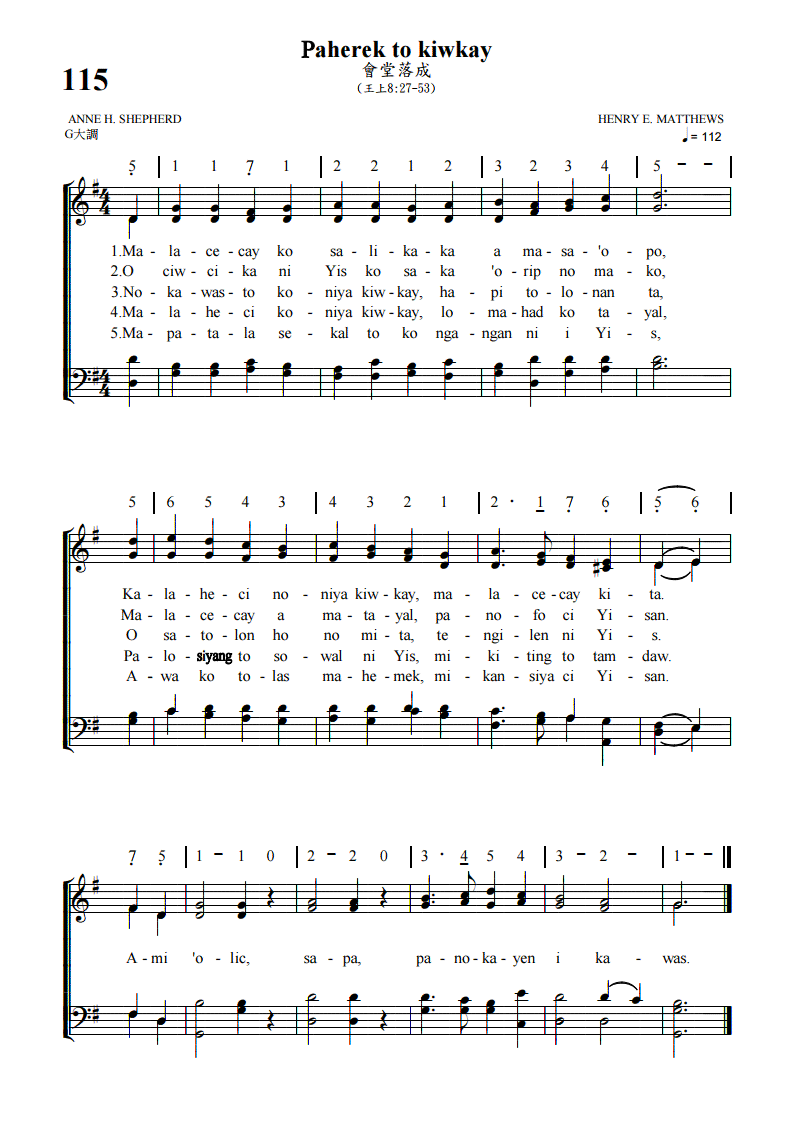 Paherek to kiwkay
會堂落成
(王上8:27-53)
115
ANNE H. SHEPHERD HENRY E. MATTHEWS
G大調 ♩= 112
5 | 1 1 7 1 | 2 2 1 2 | 3 2 3 4 | 5 - - |
1.Ma - la - ce - cay ko sa - li - ka - ka a ma - sa - 'o - po,
2.O ciw - ci - ka ni Yis ko sa - ka 'o - rip no ma - ko,
3.No - ka - was - to ko - niya kiw - kay, ha - pi to - lo - nan ta,
4.Ma - la - he - ci ko - niya kiw - kay, lo - ma - had ko ta - yal,
5.Ma - pa - ta - la se - kal to ko nga - ngan ni i Yi - s,
5 | 6 5 4 3 | 4 3 2 1 | 2 · 1 7 6 | 5 6 |
Ka - la - he - ci no - niya kiw - kay, ma - la - ce - cay ki - ta.
Ma - la - ce - cay a ma - ta - yal, pa - no - fo ci Yi - san.
O sa - to - lon ho no mi - ta, te - ngi - len ni Yi - s.
Pa - lo - siyang to so - wal ni Yis, mi - ki - ting to tam - daw.
A - wa ko to - las ma - he - mek, mi - kan - siya ci Yi - san.
7 5 | 1 - 1 0 | 2 - 2 0 | 3 · 4 5 4 | 3 - 2 - | 1 - -
A - mi 'o - lic, sa - pa, pa - no - ka - yen i ka - was.